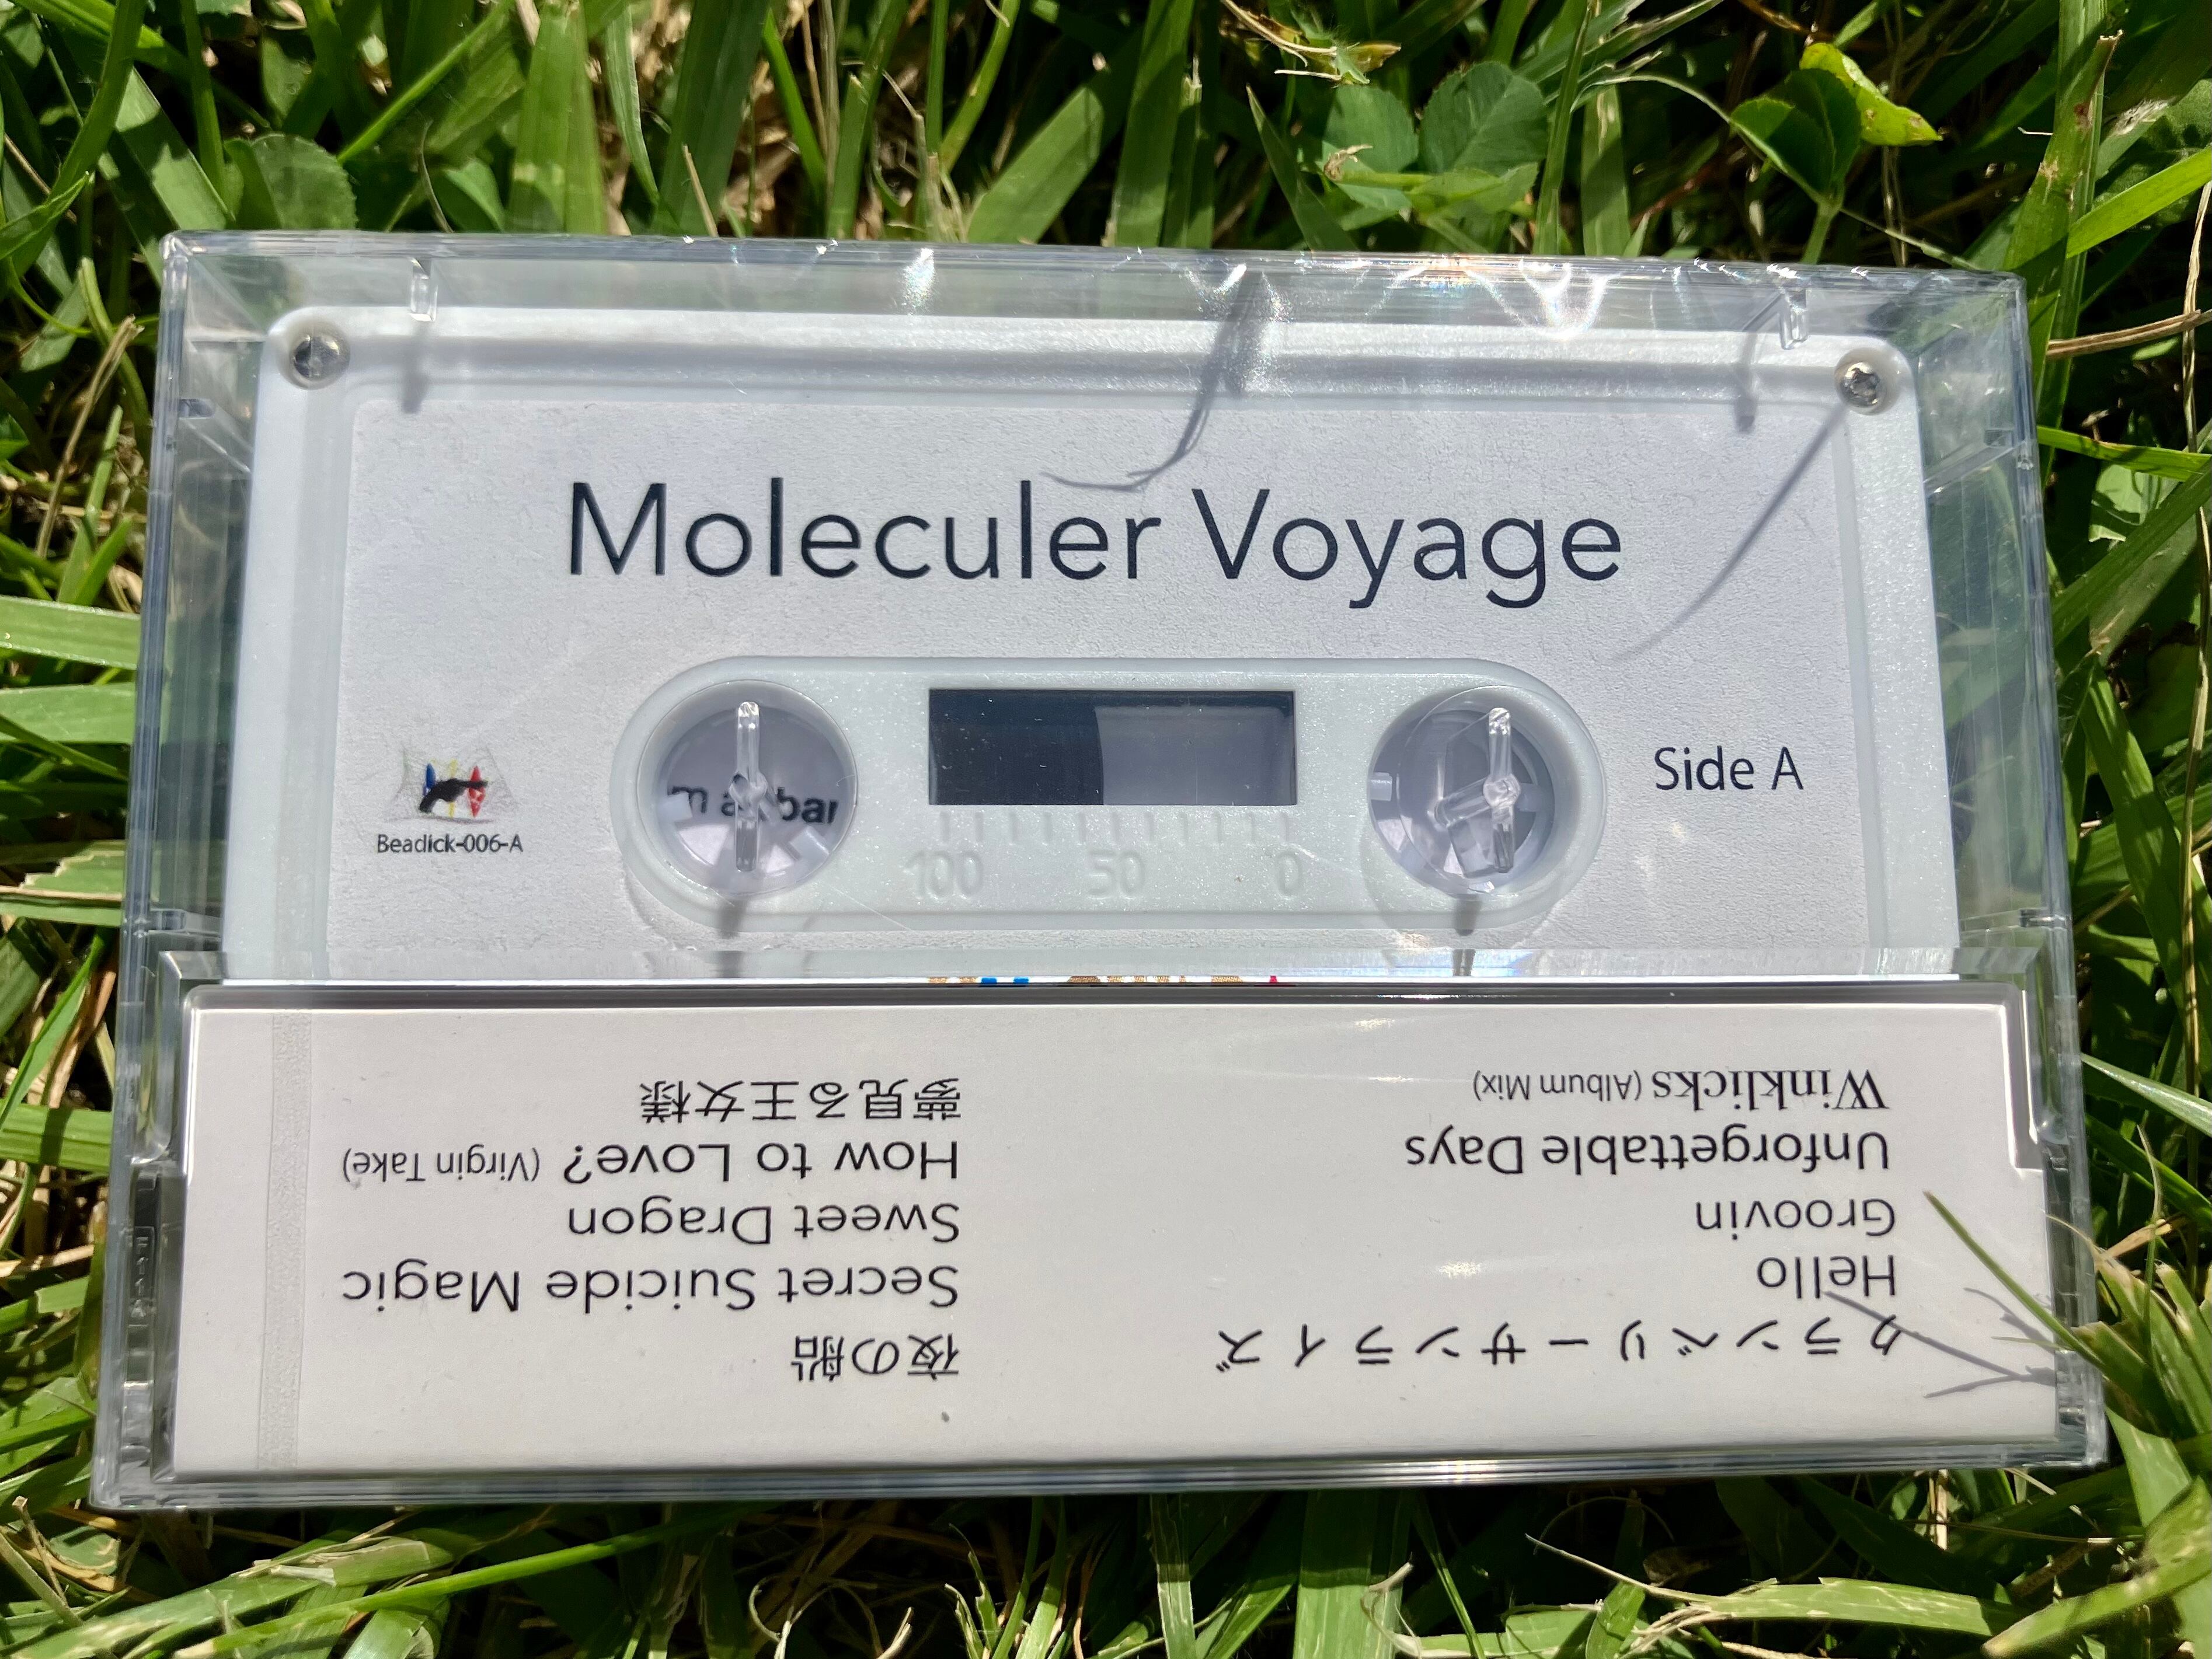 Moleculer Voyage
Side A
Beadick-006-A
100 50 0
クランベリーサンライズ
Hello
Groovin
Unforgettable Days
Winklicks (Album Mix)
夜の船
Secret Suicide Magic
Sweet Dragon
How to Love? (Virgin Take)
夢見る王女様